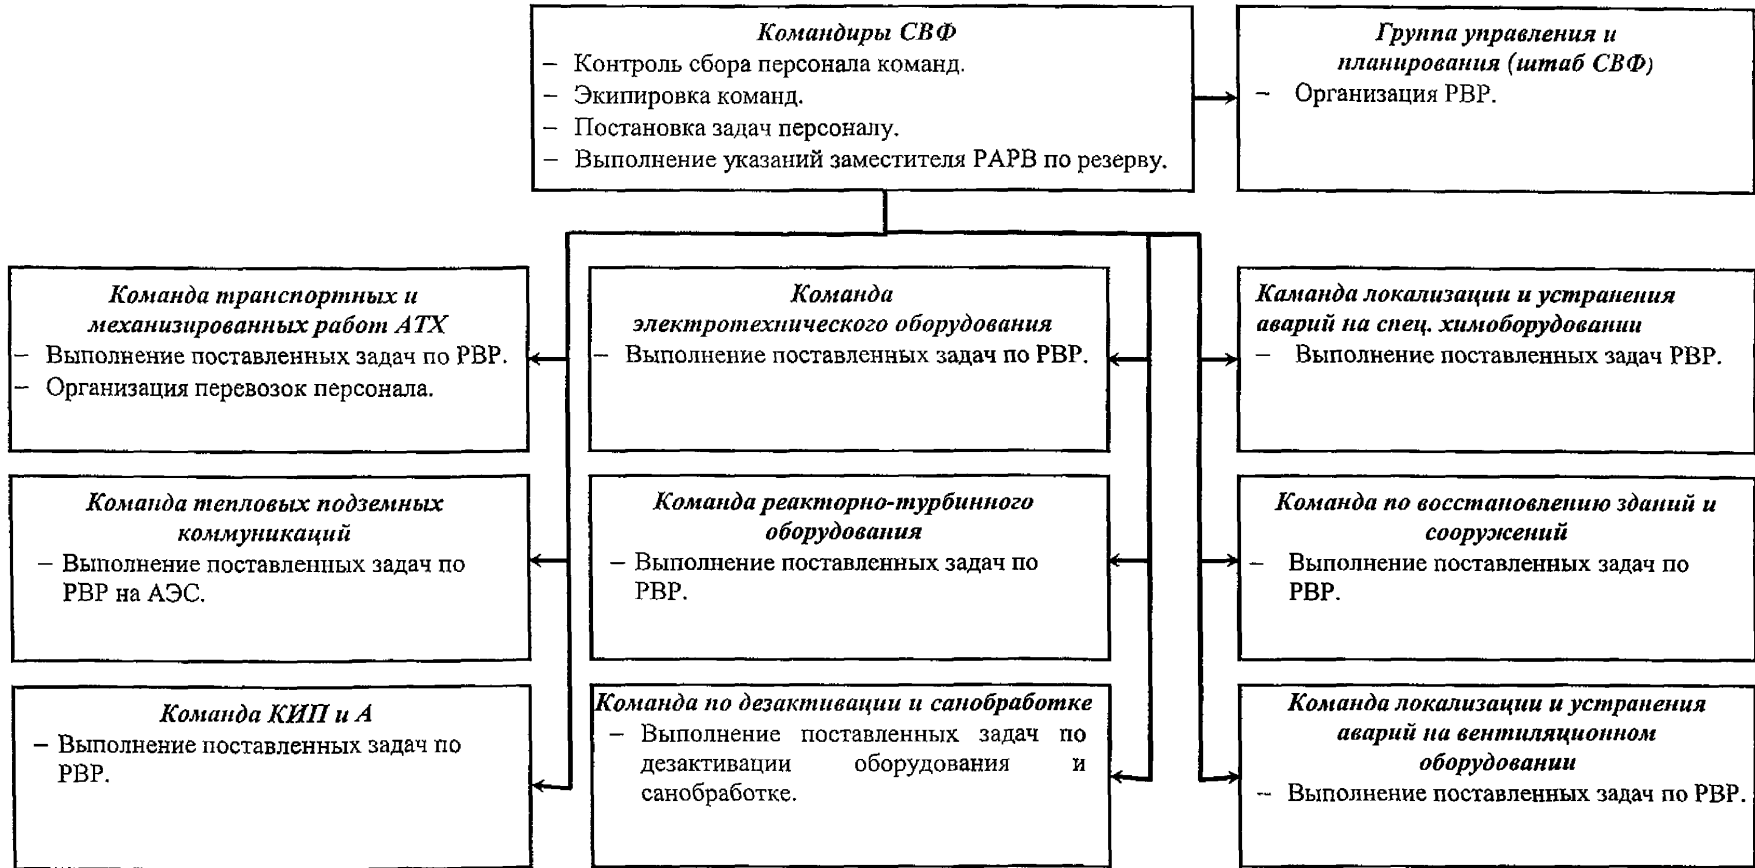 Командиры СВФ
– Контроль сбора персонала команд.
– Экипировка команд.
– Постановка задач персоналу.
– Выполнение указаний заместителя РАРВ по резерву.
Группа управления и
планирования (штаб СВФ)
– Организация РВР.
Команда транспортных и
механизированных работ АТХ
– Выполнение поставленных задач по РВР.
– Организация перевозок персонала.
Команда
электротехнического оборудования
– Выполнение поставленных задач по РВР.
Каманда локализации и устранения
аварий на спец. химоборудовании
– Выполнение поставленных задач РВР.
Команда тепловых подземных
коммуникаций
– Выполнение поставленных задач по
РВР на АЭС.
Команда реакторно-турбинного
оборудования
– Выполнение поставленных задач по
РВР.
Команда по восстановлению зданий и
сооружений
– Выполнение поставленных задач по
РВР.
Команда КИП и А
– Выполнение поставленных задач по
РВР.
Команда по дезактивации и санобработке
– Выполнение поставленных задач по
дезактивации оборудования и
санобработке.
Команда локализации и устранения
аварий на вентиляционном
оборудовании
– Выполнение поставленных задач по РВР.